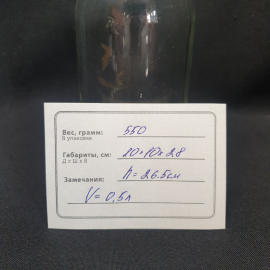 Вес, грамм: 550
В упаковке
Габариты, см: 20×10×28
Д х Ш х В
Замечания: h=26.5см
V=0,5л